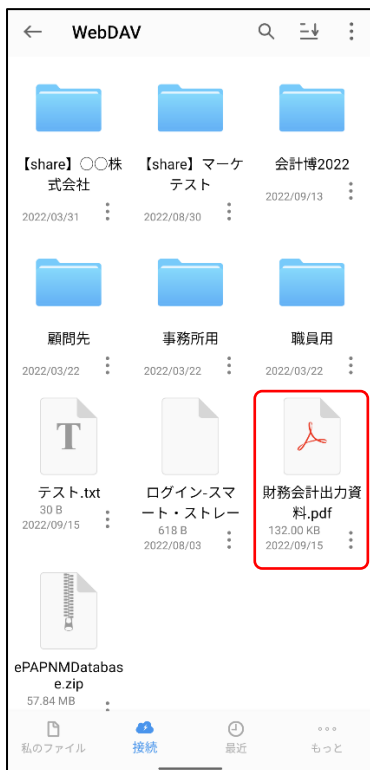 WebDAV
【share】○○株
式会社
2022/03/31
【share】マーケ
テスト
2022/08/30
会計博2022
2022/09/13
顧問先
2022/03/22
事務所用
2022/03/22
職員用
2022/03/22
T
テスト.txt
30 B
2022/09/15
ログイン-スマ
ート・ストレー
618 B
2022/08/03
財務会計出力資
料.pdf
132.00 KB
2022/09/15
ePAPNMDatabas
e.zip
57.84 MB
私のファイル
接続
最近
もっと